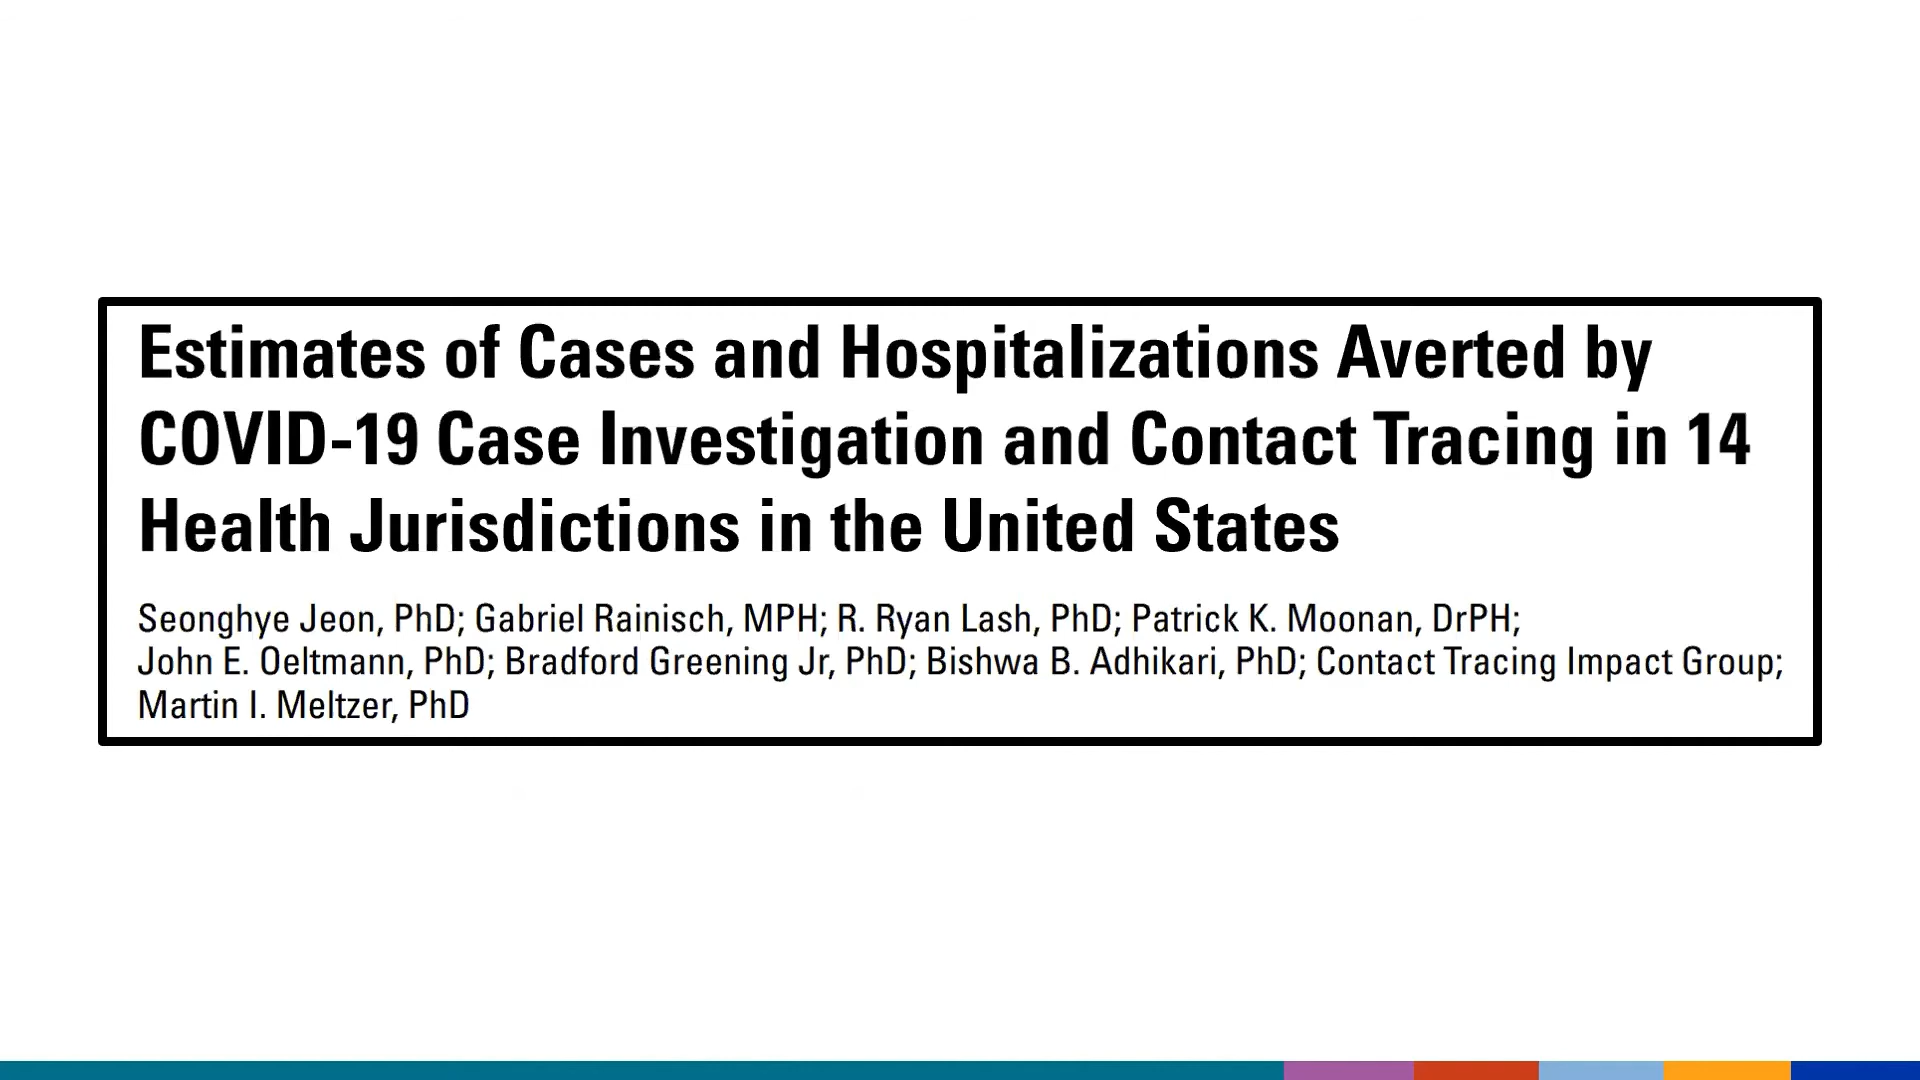 Estimates of Cases and Hospitalizations Averted by
COVID-19 Case Investigation and Contact Tracing in 14
Health Jurisdictions in the United States
Seonghye Jeon, PhD; Gabriel Rainisch, MPH; R. Ryan Lash, PhD; Patrick K. Moonan, DrPH;
John E. Oeltmann, PhD; Bradford Greening Jr, PhD; Bishwa B. Adhikari, PhD; Contact Tracing Impact Group;
Martin I. Meltzer, PhD